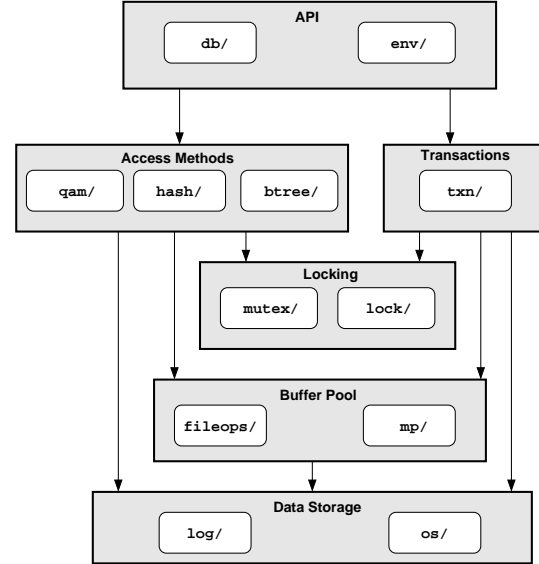 API
db/ env/
Access Methods
qam/ hash/ btree/
Transactions
txn/
Locking
mutex/ lock/
Buffer Pool
fileops/ mp/
Data Storage
log/ os/